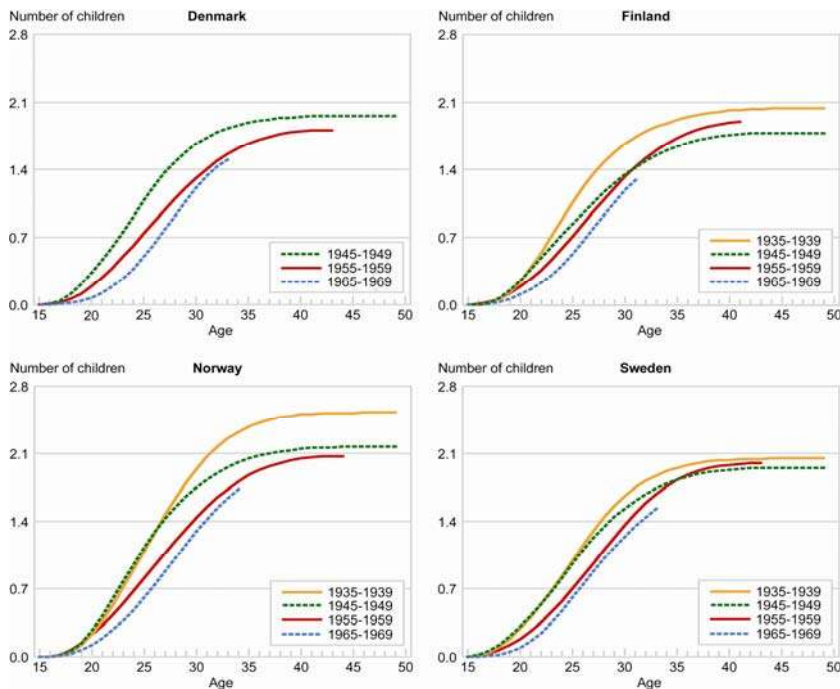 Number of children
Denmark
2.8
2.1
1.4
0.7
0.0
1945-1949
1955-1959
1965-1969
15 20 25 30 35 40 45 50
Age
Number of children
Finland
2.8
2.1
1.4
0.7
0.0
1935-1939
1945-1949
1955-1959
1965-1969
15 20 25 30 35 40 45 50
Age
Number of children
Norway
2.8
2.1
1.4
0.7
0.0
1935-1939
1945-1949
1955-1959
1965-1969
15 20 25 30 35 40 45 50
Age
Number of children
Sweden
2.8
2.1
1.4
0.7
0.0
1935-1939
1945-1949
1955-1959
1965-1969
15 20 25 30 35 40 45 50
Age